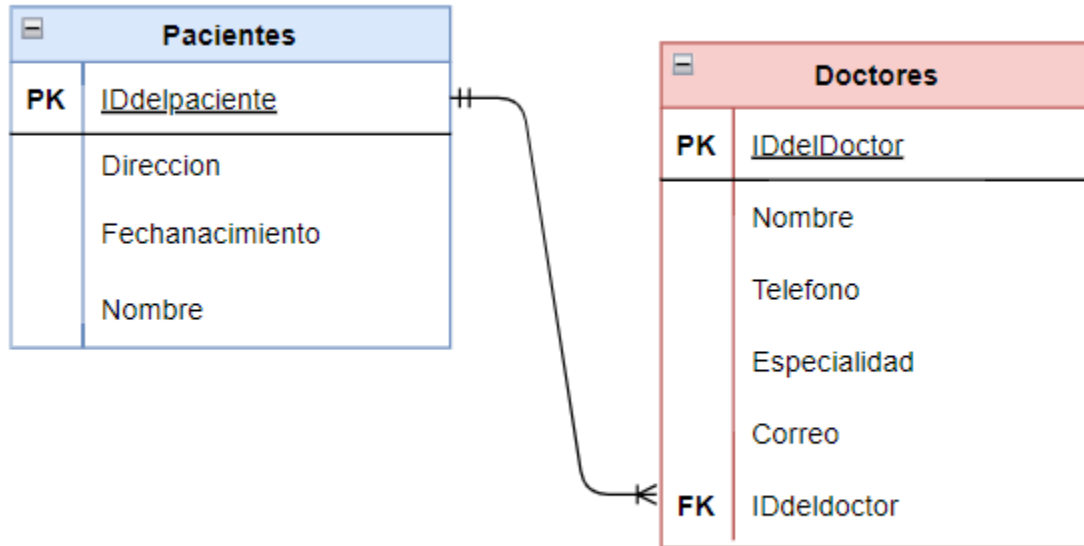 Pacientes
PK IDdelpaciente
Direccion
Fechanacimiento
Nombre
Doctores
PK IDdelDoctor
Nombre
Telefono
Especialidad
Correo
FK IDdeldoctor